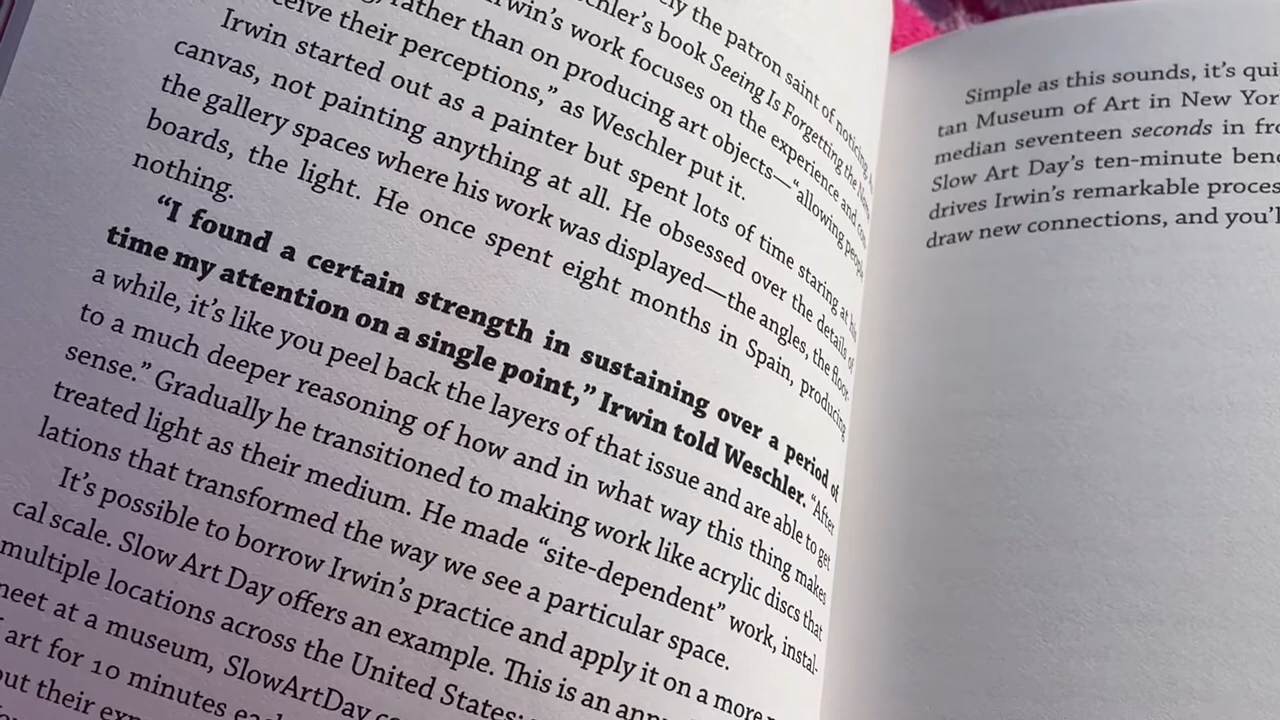 ly the patron saint of noticing.
chler's book Seeing Is Forgetting the Name
rwin's work focuses on the experience and
rather than on producing art objects—"allowing people
ceive their perceptions," as Weschler put it.
Irwin started out as a painter but spent lots of time staring at his
canvas, not painting anything at all. He obsessed over the details of
the gallery spaces where his work was displayed—the angles, the floor-
boards, the light. He once spent eight months in Spain, producing
nothing.
"I found a certain strength in sustaining over a period of
time my attention on a single point," Irwin told Weschler. "After
a while, it's like you peel back the layers of that issue and are able to get
to a much deeper reasoning of how and in what way this thing makes
sense." Gradually he transitioned to making work like acrylic discs that
treated light as their medium. He made "site-dependent" work, instal-
lations that transformed the way we see a particular space.
It's possible to borrow Irwin's practice and apply it on a more
cal scale. Slow Art Day offers an example. This is an
multiple locations across the United States:
meet at a museum, SlowArtDay
art for 10 minutes
out their
Simple as this sounds, it's qui
tan Museum of Art in New Yor
median seventeen seconds in fro
Slow Art Day's ten-minute benc
drives Irwin's remarkable proces
draw new connections, and you'l